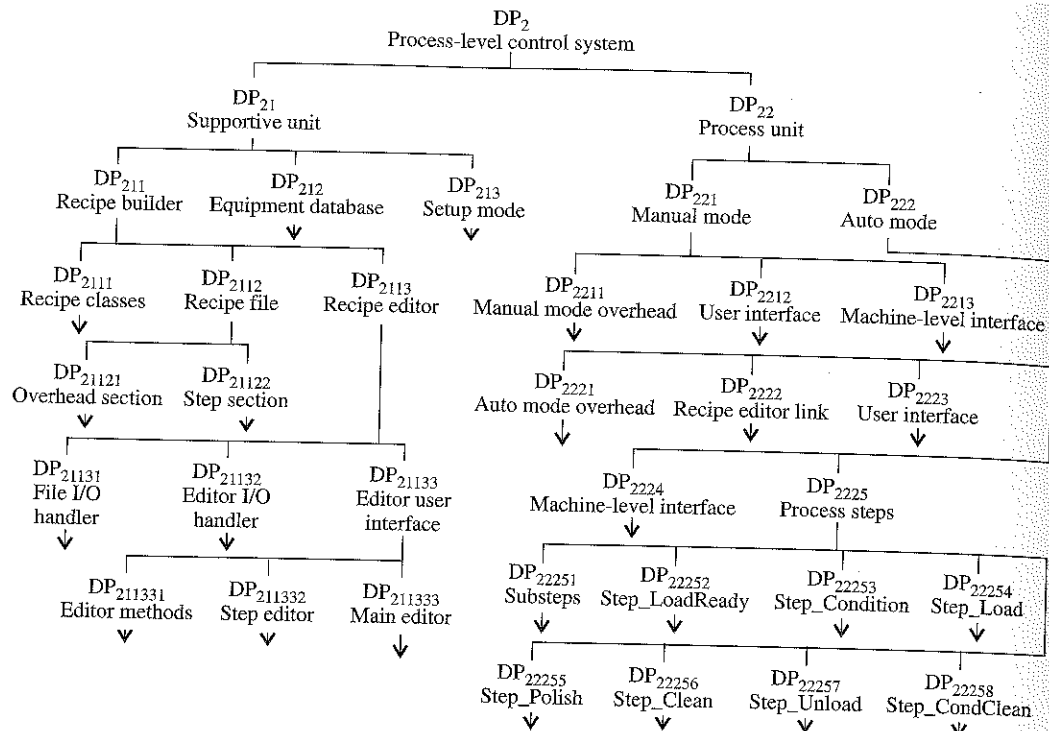 DP2
Process-level control system
DP21
Supportive unit
DP22
Process unit
DP211
Recipe builder
DP212
Equipment database
DP213
Setup mode
DP221
Manual mode
DP222
Auto mode
DP2111
Recipe classes
DP2112
Recipe file
DP2113
Recipe editor
DP2211
Manual mode overhead
DP2212
User interface
DP2213
Machine-level interface
DP21121
Overhead section
DP21122
Step section
DP2221
Auto mode overhead
DP2222
Recipe editor link
DP2223
User interface
DP21131
File I/O
handler
DP21132
Editor I/O
handler
DP21133
Editor user
interface
DP2224
Machine-level interface
DP2225
Process steps
DP211331
Editor methods
DP211332
Step editor
DP211333
Main editor
DP22251
Substeps
DP22252
Step_LoadReady
DP22253
Step_Condition
DP22254
Step_Load
DP22255
Step_Polish
DP22256
Step_Clean
DP22257
Step_Unload
DP22258
Step_CondClean